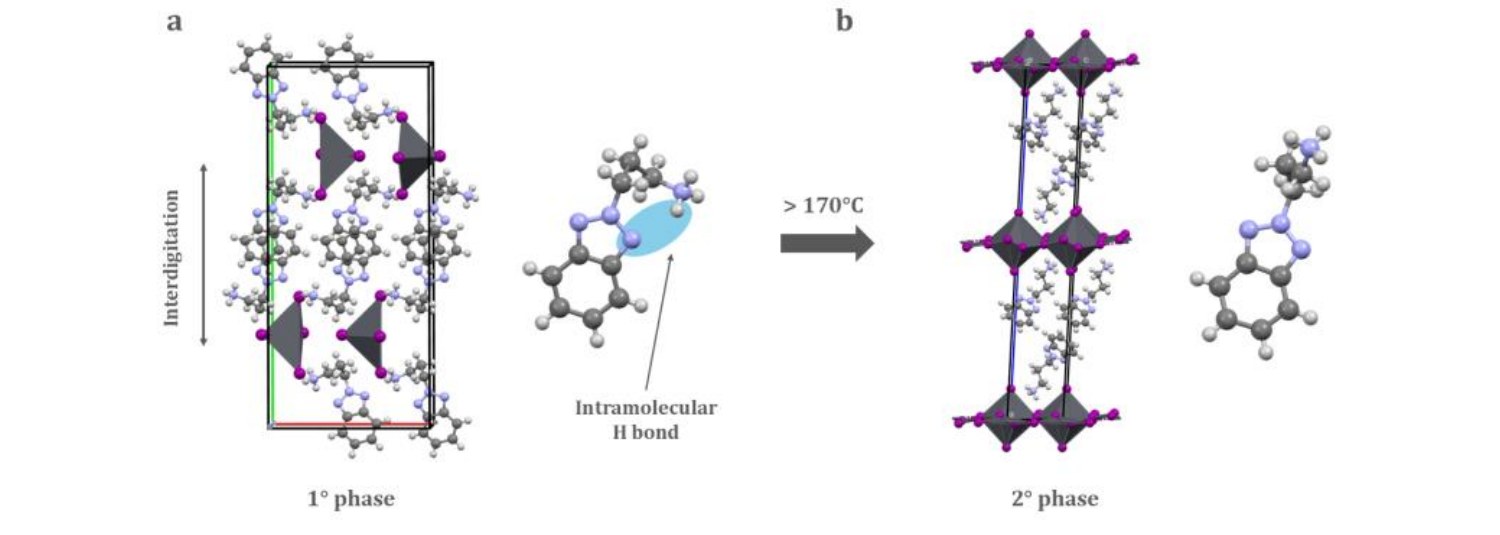 a
b
Interdigitation
> 170°C
Intramolecular
H bond
1° phase
2° phase